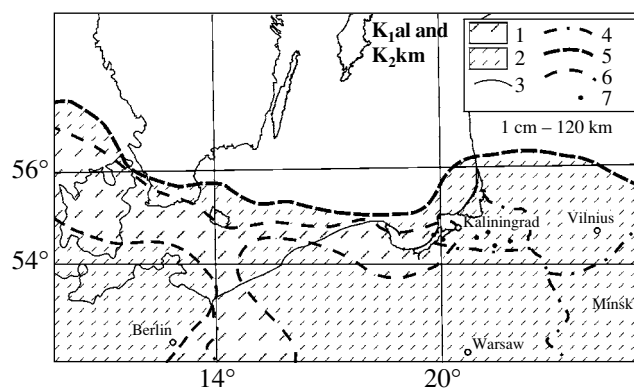 K₁al and
K₂km
1
2
3
4
5
6
7
1 cm – 120 km
56°
54°
Kaliningrad
Vilnius
Minsk
Berlin
Warsaw
14°
20°